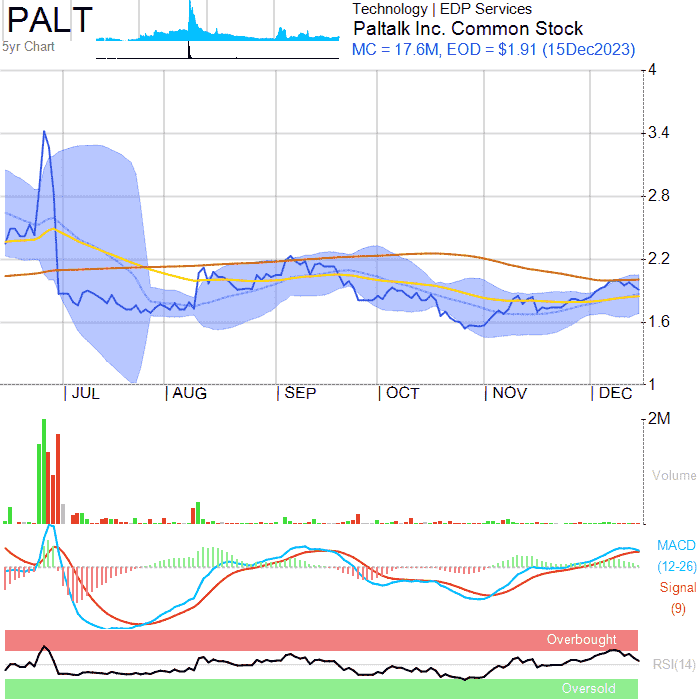 PALT
5yr Chart
Technology | EDP Services
Paltalk Inc. Common Stock
MC = 17.6M, EOD = $1.91 (15Dec2023)
4
3.4
2.8
2.2
1.6
1
| JUL
| AUG
| SEP
| OCT
| NOV
| DEC
2M
Volume
MACD
(12-26)
Signal
(9)
Overbought
RSI(14)
Oversold